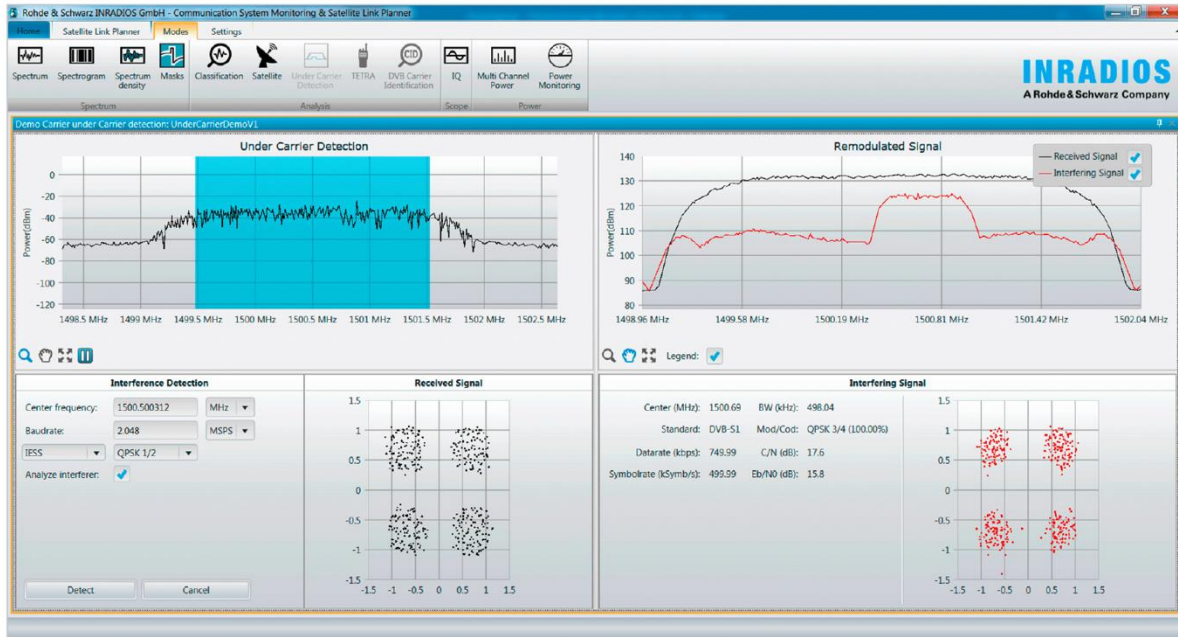 Rohde & Schwarz INRADIOS GmbH - Communication System Monitoring & Satellite Link Planner
Home Satellite Link Planner Modes Settings
Spectrum Spectrogram Spectrum density Masks Classification Satellite Under Carrier Detection TETRA CID DVB Carrier Identification IQ Multi Channel Power Power Monitoring
Spectrum Analysis Scope Power
INRADIOS
A Rohde & Schwarz Company
Demo Carrier under Carrier detection: UnderCarrierDemoV1
Under Carrier Detection
Power(dBm)
0
-20
-40
-60
-80
-100
-120
1498.5 MHz 1499 MHz 1499.5 MHz 1500 MHz 1500.5 MHz 1501 MHz 1501.5 MHz 1502 MHz 1502.5 MHz
Remodulated Signal
Received Signal
Interfering Signal
Power(dBm)
140
130
120
110
100
90
80
1498.96 MHz 1499.58 MHz 1500.19 MHz 1500.81 MHz 1501.42 MHz 1502.04 MHz
Legend:
Interference Detection
Center frequency: 1500.500312 MHz
Baudrate: 2.048 MSPS
IESS QPSK 1/2
Analyze interferer:
Detect Cancel
Received Signal
1.5
1
0.5
0
-0.5
-1
-1.5
-1.5 -1 -0.5 0 0.5 1 1.5
Interfering Signal
Center (MHz): 1500.69 BW (kHz): 498.04
Standard: DVB-S1 Mod/Cod: QPSK 3/4 (100.00%)
Datarate (kbps): 749.99 C/N (dB): 17.6
Symbolrate (kSymb/s): 499.99 Eb/N0 (dB): 15.8
1.5
1
0.5
0
-0.5
-1
-1.5
-1.5 -1 -0.5 0 0.5 1 1.5